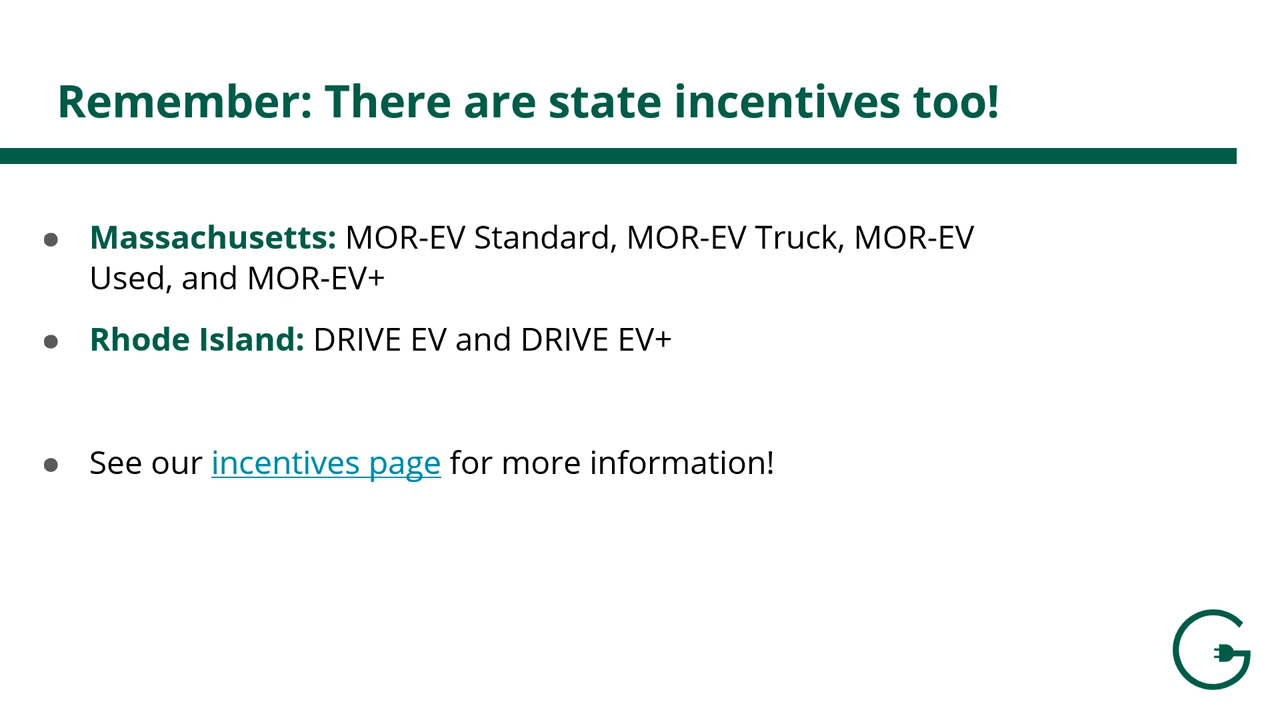 Remember: There are state incentives too!
● Massachusetts: MOR-EV Standard, MOR-EV Truck, MOR-EV
Used, and MOR-EV+
● Rhode Island: DRIVE EV and DRIVE EV+
● See our incentives page for more information!